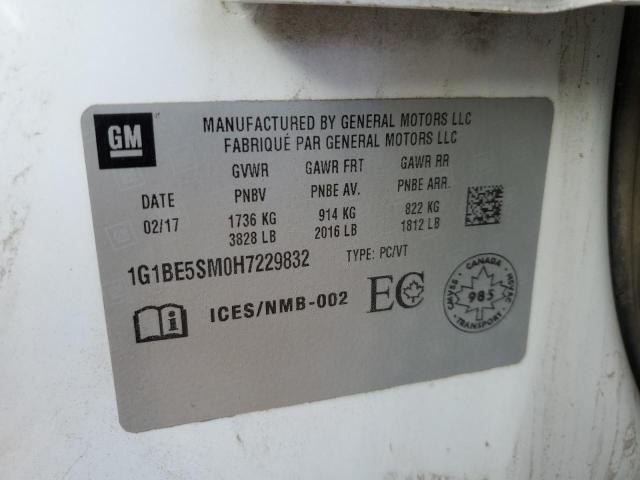 GM
MANUFACTURED BY GENERAL MOTORS LLC
FABRIQUÉ PAR GENERAL MOTORS LLC
GVWR GAWR FRT GAWR RR
DATE PNBV PNBE AV. PNBE ARR.
02/17 1736 KG 914 KG 822 KG
3828 LB 2016 LB 1812 LB
1G1BE5SM0H7229832 TYPE: PC/VT
i ICES/NMB-002 EC
CANADA
CMVSS 985 NSVAC
TRANSPORT